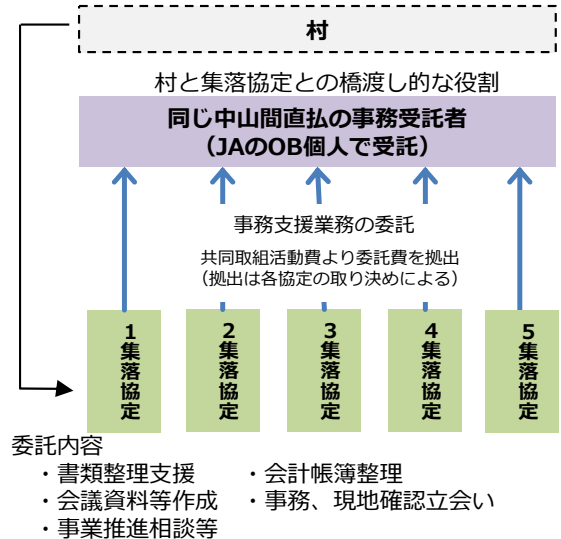 村
村と集落協定との橋渡し的な役割
同じ中山間直払の事務受託者
（JAのOB個人で受託）
事務支援業務の委託
共同取組活動費より委託費を拠出
（拠出は各協定の取り決めによる）
1集落協定
2集落協定
3集落協定
4集落協定
5集落協定
委託内容
・書類整理支援　・会計帳簿整理
・会議資料等作成　・事務、現地確認立会い
・事業推進相談等